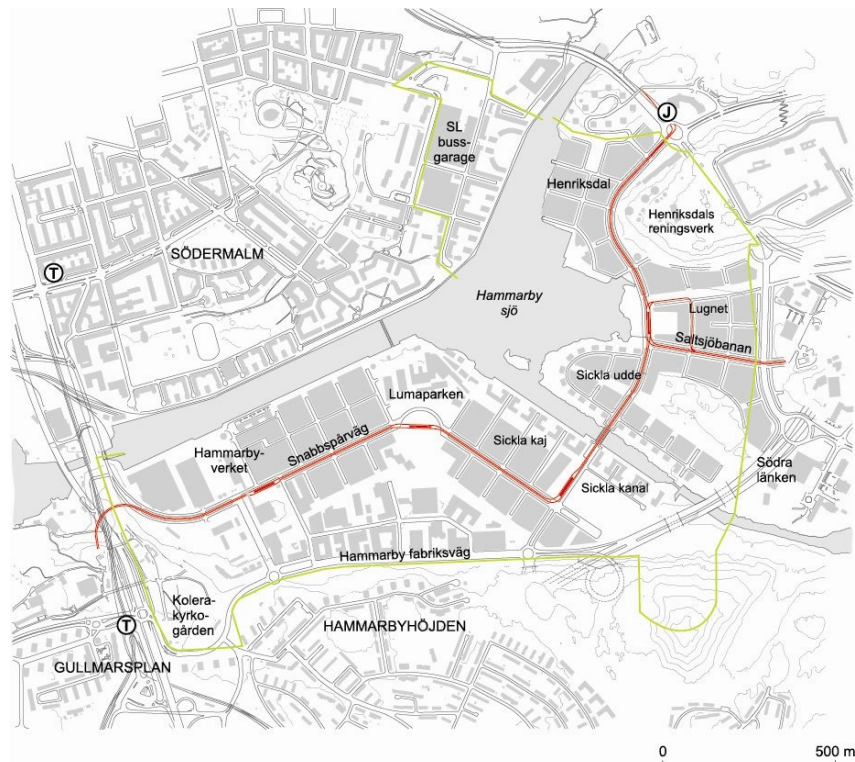 SL
buss-
garage
J
Henriksdal
Henriksdals
reningsverk
SÖDERMALM
T
Hammarby
sjö
Lugnet
Saltsjöbanan
Sickla udde
Lumaparken
Snabbspårväg
Sickla kaj
Hammarby-
verket
Sickla kanal
Södra
länken
Hammarby fabriksväg
Kolera-
kyrko-
gården
T
HAMMARBYHÖJDEN
GULLMARSPLAN
0
500 m